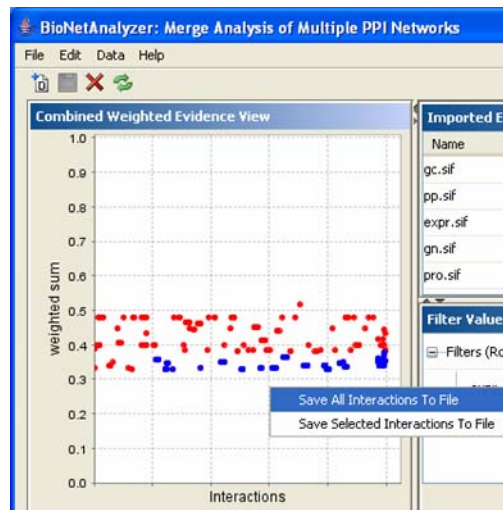 BioNetAnalyzer: Merge Analysis of Multiple PPI Networks
File Edit Data Help
Combined Weighted Evidence View
1.0
0.9
0.8
0.7
0.6
0.5
0.4
0.3
0.2
0.1
0.0
weighted sum
Interactions
Imported E
Name
gc.sif
pp.sif
expr.sif
gn.sif
pro.sif
Filter Value
Filters (Ro
Save All Interactions To File
Save Selected Interactions To File